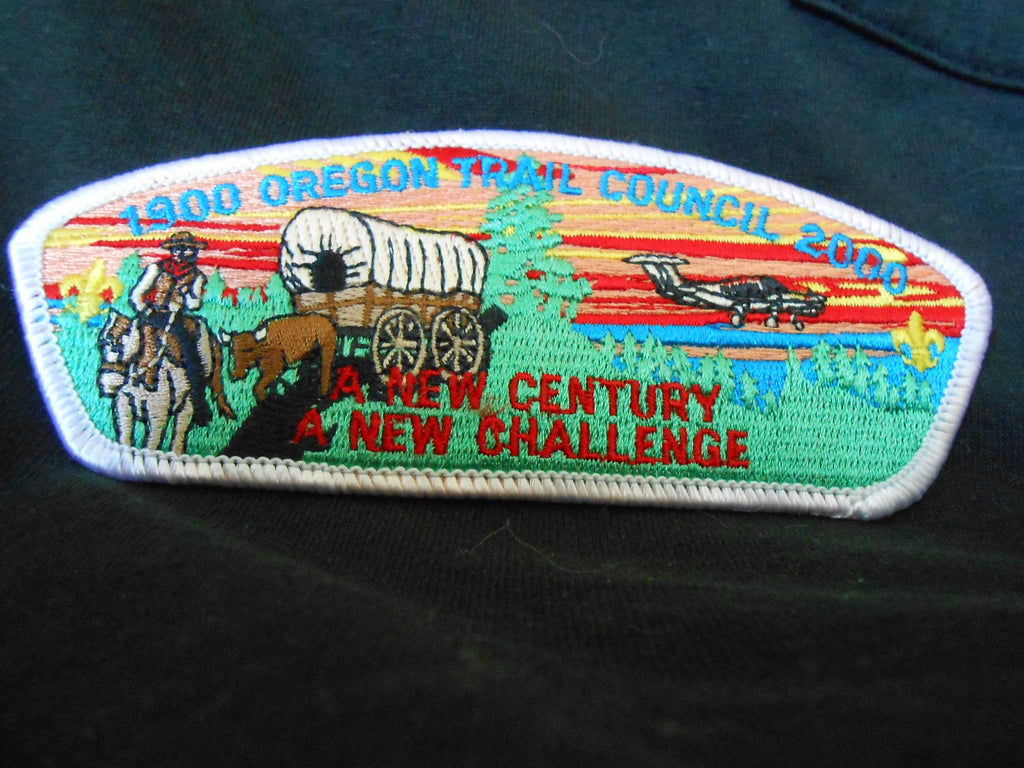 1900 OREGON TRAIL COUNCIL 2000
A NEW CENTURY
A NEW CHALLENGE